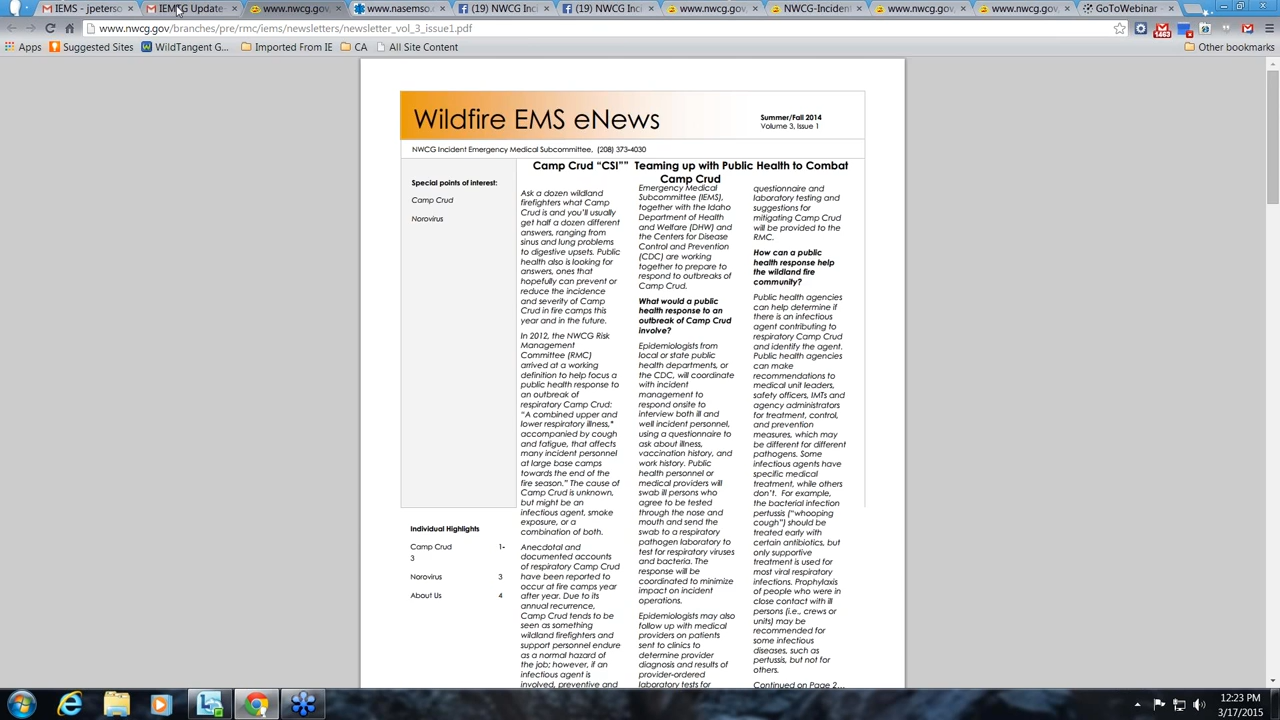 IEMS - jpeterso
IEMCG Update-
www.nwcg.gov.
www.nasemso.
(19) NWC Inc
(19) NWC Inci
www.nwcg.gov.
NWCG-Incident
www.nwcg.gov.
www.nwcg.gov.
GoToWebinar -
www.nwcg.gov/branches/pre/rmc/iems/newsletters/newsletter_vol_3_issue1.pdf
Apps
Suggested Sites
WildTangent G...
Imported From IE
CA
All Site Content
Other bookmarks
Wildfire EMS eNews
Summer/Fall 2014
Volume 3, Issue 1
NWCG Incident Emergency Medical Subcommittee, (208) 373-4030
Special points of interest:
Camp Crud
Norovirus
Individual Highlights
Camp Crud 1-
3
Norovirus 3
About Us 4
Camp Crud “CSI”” Teaming up with Public Health to Combat
Camp Crud
Ask a dozen wildland
firefighters what Camp
Crud is and you’ll usually
get half a dozen different
answers, ranging from
sinus and lung problems
to digestive upsets. Public
health also is looking for
answers, ones that
hopefully can prevent or
reduce the incidence
and severity of Camp
Crud in fire camps this
year and in the future.
In 2012, the NWCG Risk
Management
Committee (RMC)
arrived at a working
definition to help focus a
public health response to
an outbreak of
respiratory Camp Crud:
“A combined upper and
lower respiratory illness,*
accompanied by cough
and fatigue, that affects
many incident personnel
at large base camps
towards the end of the
fire season.” The cause of
Camp Crud is unknown,
but might be an
infectious agent, smoke
exposure, or a
combination of both.
Anecdotal and
documented accounts
of respiratory Camp Crud
have been reported to
occur at fire camps year
after year. Due to its
annual recurrence,
Camp Crud tends to be
seen as something
wildland firefighters and
support personnel endure
as a normal hazard of
the job; however, if an
infectious agent is
involved, preventive and
Emergency Medical
Subcommittee (IEMS),
together with the Idaho
Department of Health
and Welfare (DHW) and
the Centers for Disease
Control and Prevention
(CDC) are working
together to prepare to
respond to outbreaks of
Camp Crud.
What would a public
health response to an
outbreak of Camp Crud
involve?
Epidemiologists from
local or state public
health departments, or
the CDC, will coordinate
with incident
management to
respond onsite to
interview both ill and
well incident personnel,
using a questionnaire to
ask about illness,
vaccination history, and
work history. Public
health personnel or
medical providers will
swab ill persons who
agree to be tested
through the nose and
mouth and send the
swab to a respiratory
pathogen laboratory to
test for respiratory viruses
and bacteria. The
response will be
coordinated to minimize
impact on incident
operations.
Epidemiologists may also
follow up with medical
providers on patients
sent to clinics to
determine provider
diagnosis and results of
provider-ordered
laboratory tests for
questionnaire and
laboratory testing and
suggestions for
mitigating Camp Crud
will be provided to the
RMC.
How can a public
health response help
the wildland fire
community?
Public health agencies
can help determine if
there is an infectious
agent contributing to
respiratory Camp Crud
and identify the agent.
Public health agencies
can make
recommendations to
medical unit leaders,
safety officers, IMTs and
agency administrators
for treatment, control,
and prevention
measures, which may
be different for different
pathogens. Some
infectious agents have
specific medical
treatment, while others
don’t. For example,
the bacterial infection
pertussis (“whooping
cough”) should be
treated early with
certain antibiotics, but
only supportive
treatment is used for
most viral respiratory
infections. Prophylaxis
of people who were in
close contact with ill
persons (i.e., crews or
units) may be
recommended for
some infectious
diseases, such as
pertussis, but not for
others.
Continued on Page 2…
12:23 PM
3/17/2015